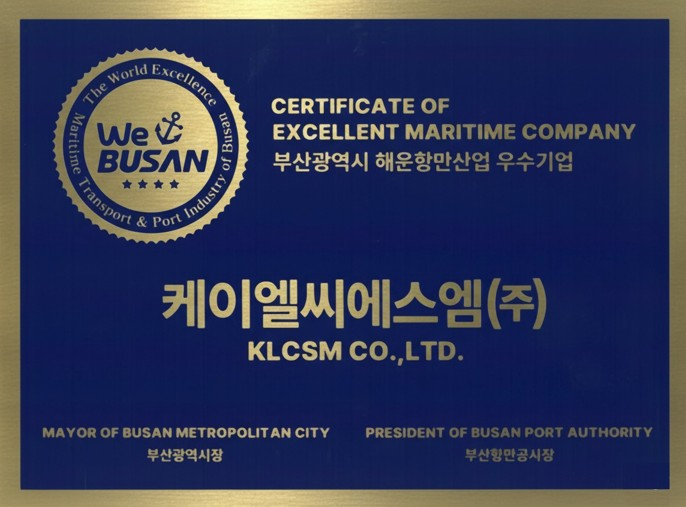 The World Excellence
Maritime Transport & Port Industry of Busan
We
BUSAN
CERTIFICATE OF
EXCELLENT MARITIME COMPANY
부산광역시 해운항만산업 우수기업
케이엘씨에스엠(주)
KLCSM CO.,LTD.
MAYOR OF BUSAN METROPOLITAN CITY
부산광역시장
PRESIDENT OF BUSAN PORT AUTHORITY
부산항만공사장